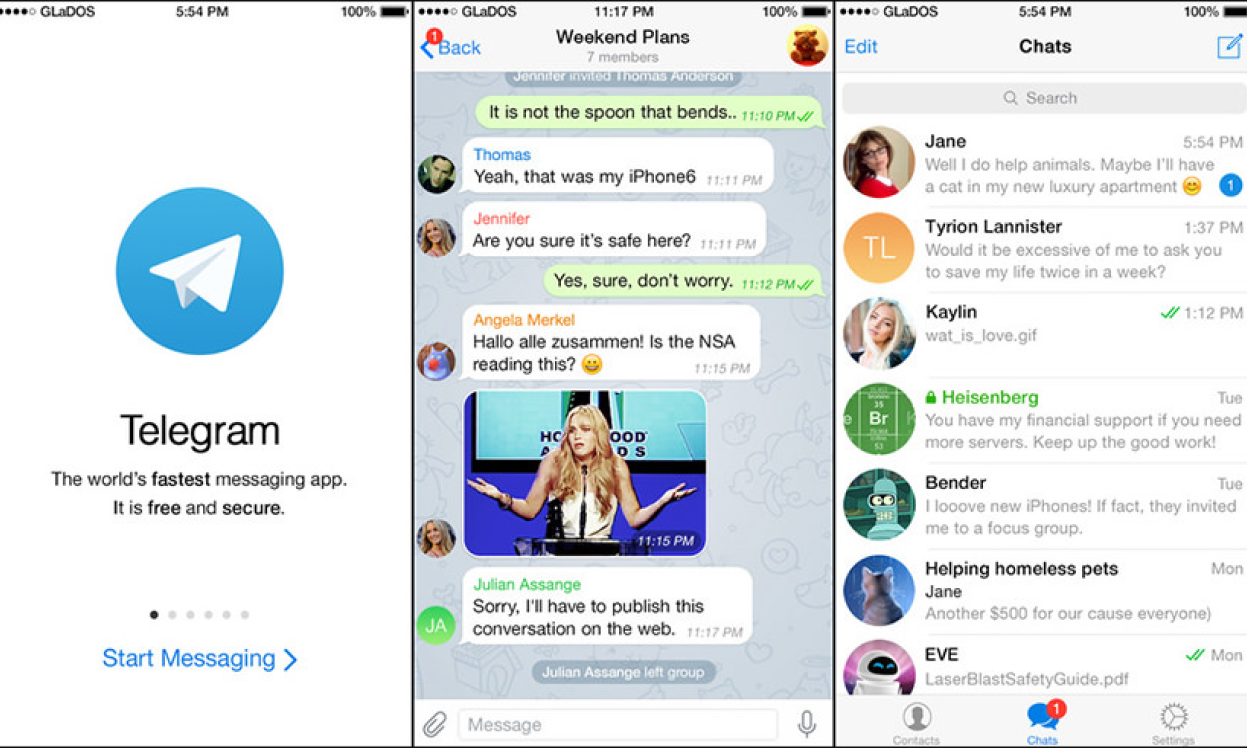 GLaDOS 5:54 PM 100%
Telegram
The world's fastest messaging app.
It is free and secure.
Start Messaging
GLaDOS 11:17 PM 100%
1
Back
Weekend Plans
7 members
Jennifer invited Thomas Anderson
It is not the spoon that bends.. 11:10 PM
Thomas
Yeah, that was my iPhone6 11:11 PM
Jennifer
Are you sure it's safe here? 11:11 PM
Yes, sure, don't worry. 11:12 PM
Angela Merkel
Hallo alle zusammen! Is the NSA
reading this? 😀 11:15 PM
11:15 PM
Julian Assange
JA
Sorry, I'll have to publish this
conversation on the web. 11:17 PM
Julian Assange left group
Message
GLaDOS 5:54 PM 100%
Edit Chats
Search
Jane 5:54 PM
Well I do help animals. Maybe I'll have
a cat in my new luxury apartment 😊 1
TL
Tyrion Lannister 1:37 PM
Would it be excessive of me to ask you
to save my life twice in a week?
Kaylin 1:12 PM
wat_is_love.gif
Br
35
Heisenberg Tue
You have my financial support if you need
more servers. Keep up the good work!
Bender Tue
I looove new iPhones! If fact, they invited
me to a focus group.
Helping homeless pets Mon
Jane
Another $500 for our cause everyone)
EVE Mon
LaserBlastSafetyGuide.pdf
1
Contacts Chats Settings